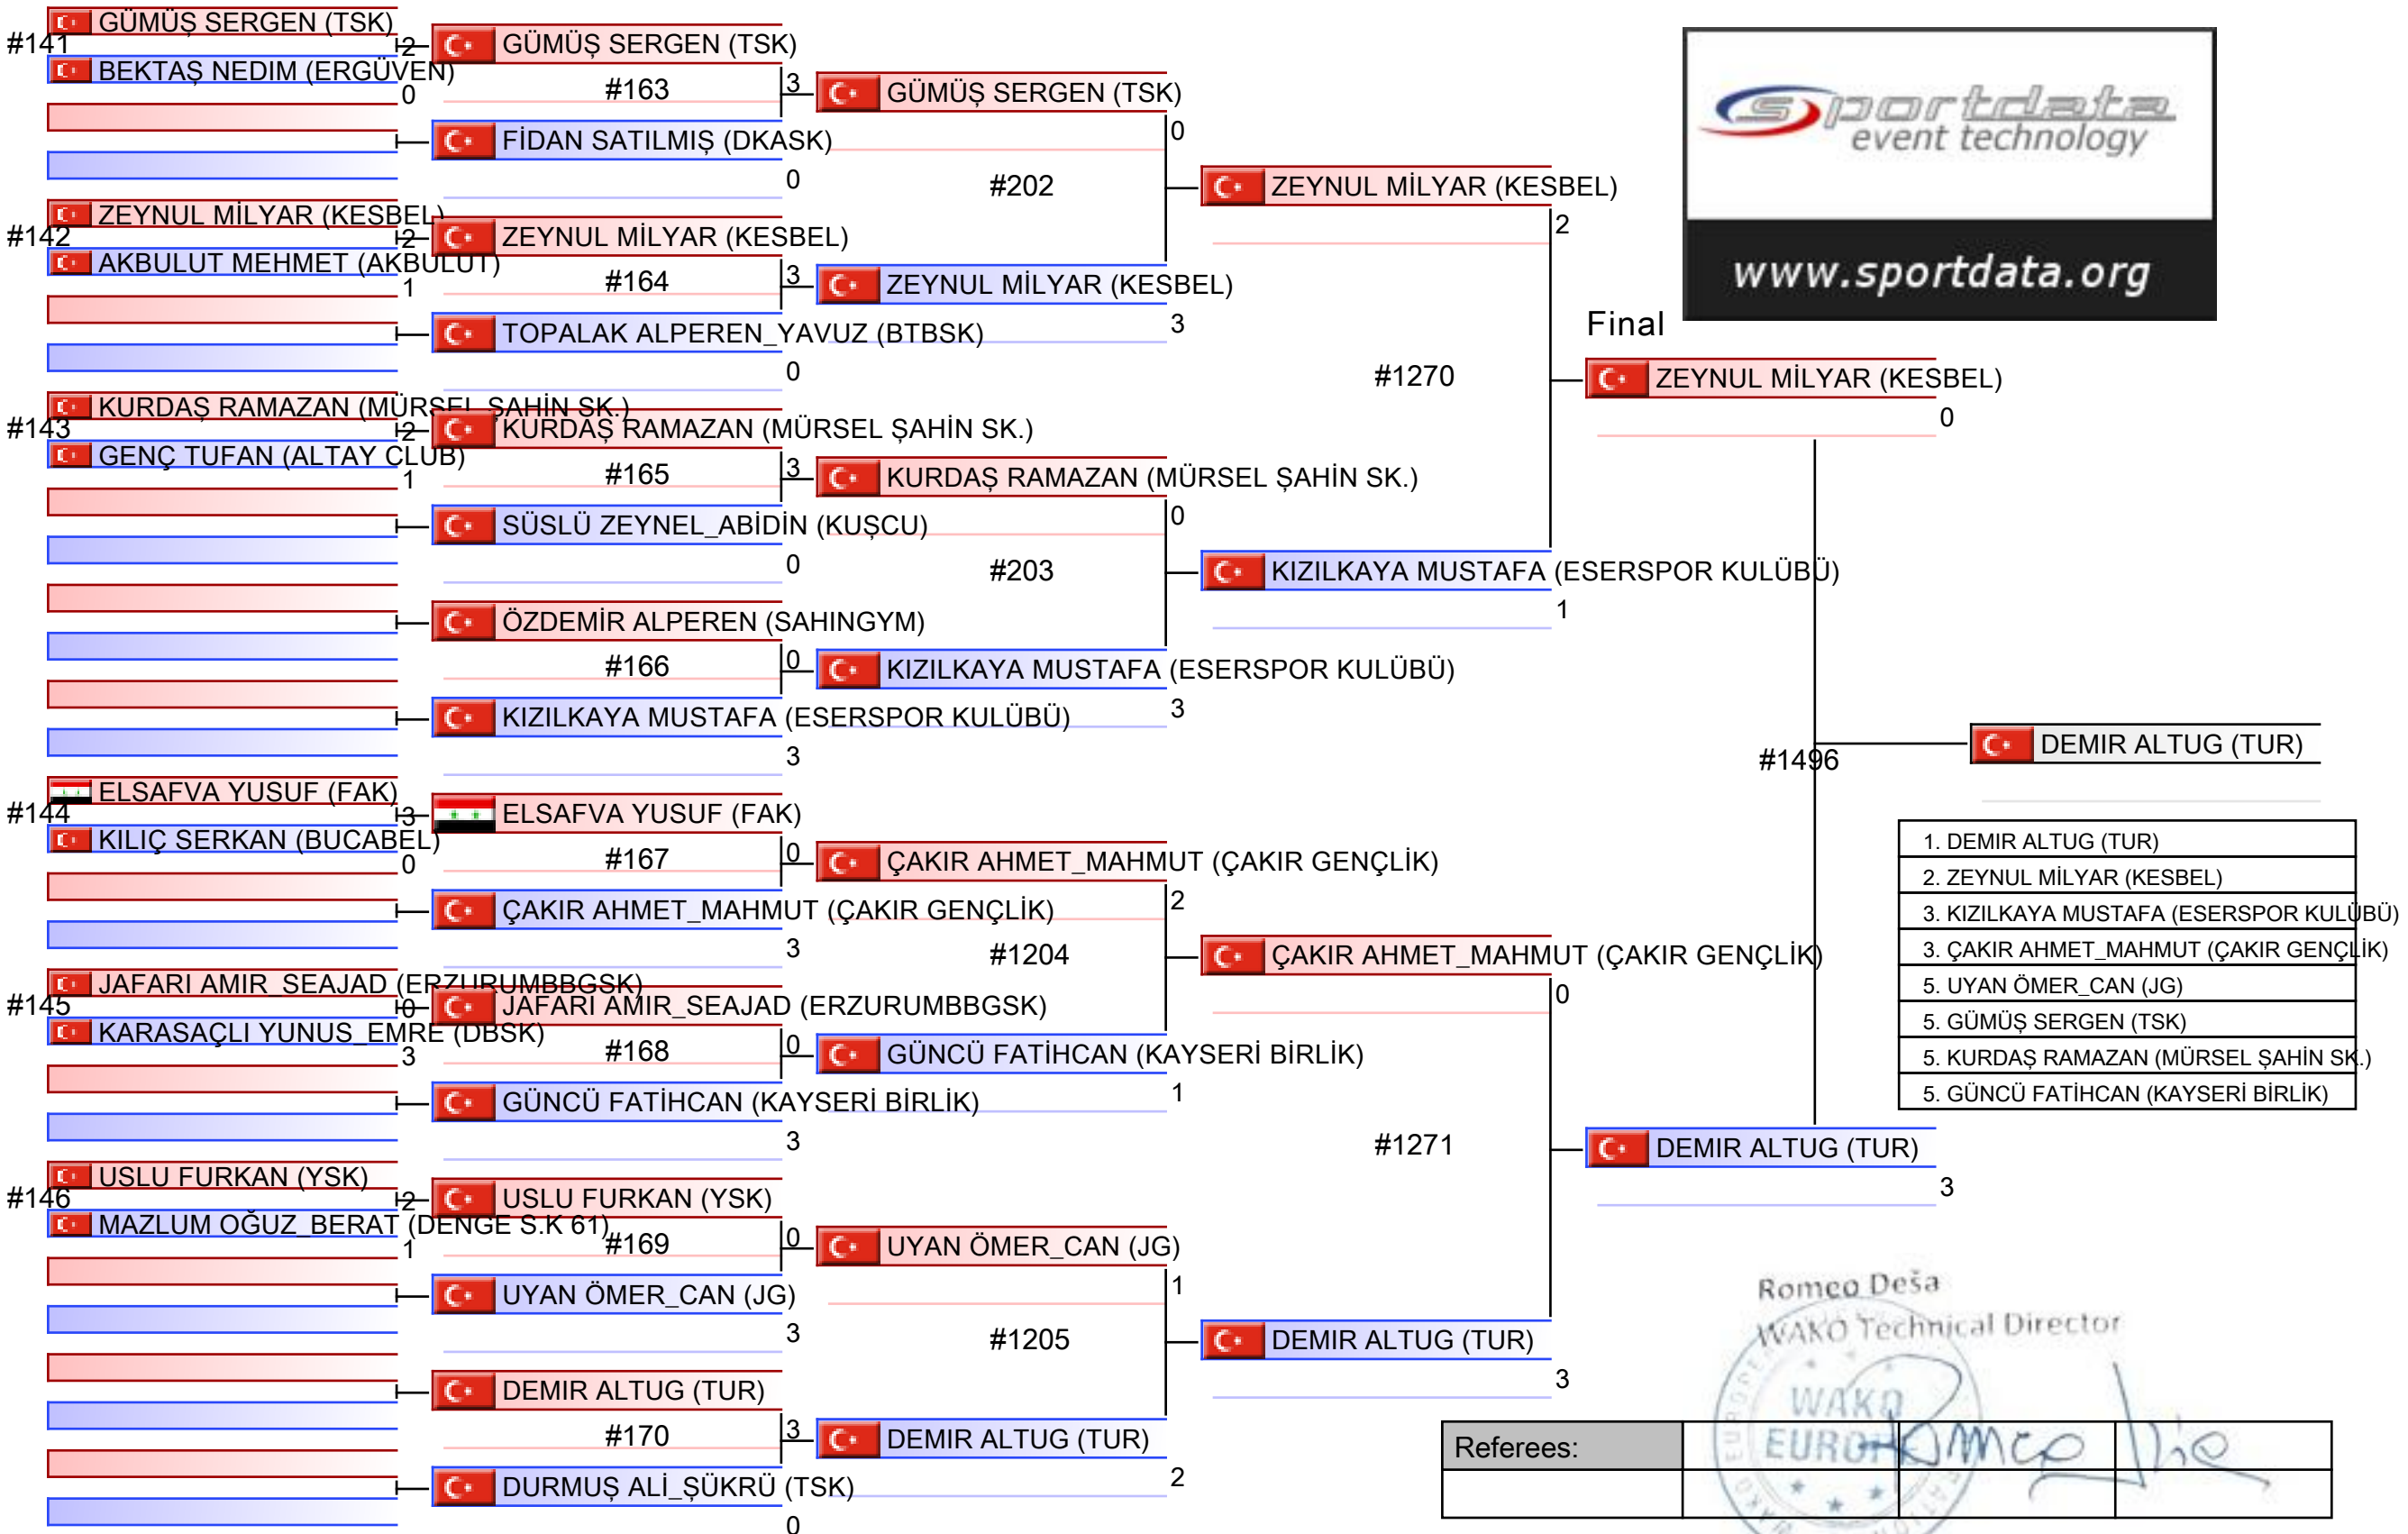 #141
GÜMÜŞ SERGEN (TSK)
2
BEKTAŞ NEDIM (ERGÜVEN)
0
#142
ZEYNUL MİLYAR (KESBEL)
2
AKBULUT MEHMET (AKBULUT)
1
#143
KURDAŞ RAMAZAN (MÜRSEL ŞAHİN SK.)
2
GENÇ TUFAN (ALTAY CLUB)
1
#144
ELSAFVA YUSUF (FAK)
3
KILIÇ SERKAN (BUCABEL)
0
#145
JAFARI AMIR_SEAJAD (ERZURUMBBGSK)
0
KARASAÇLI YUNUS_EMRE (DBSK)
3
#146
USLU FURKAN (YSK)
2
MAZLUM OĞUZ_BERAT (DENGE S.K 61)
1
GÜMÜŞ SERGEN (TSK)
#163
3
FİDAN SATILMIŞ (DKASK)
0
ZEYNUL MİLYAR (KESBEL)
#164
3
TOPALAK ALPEREN_YAVUZ (BTBSK)
0
KURDAŞ RAMAZAN (MÜRSEL ŞAHİN SK.)
#165
3
SÜSLÜ ZEYNEL_ABİDİN (KUŞCU)
0
ÖZDEMİR ALPEREN (SAHINGYM)
#166
0
KIZILKAYA MUSTAFA (ESERSPOR KULÜBÜ)
3
ELSAFVA YUSUF (FAK)
#167
0
ÇAKIR AHMET_MAHMUT (ÇAKIR GENÇLİK)
3
JAFARI AMIR_SEAJAD (ERZURUMBBGSK)
#168
0
GÜNCÜ FATİHCAN (KAYSERİ BİRLİK)
3
USLU FURKAN (YSK)
#169
0
UYAN ÖMER_CAN (JG)
3
DEMIR ALTUG (TUR)
#170
3
DURMUŞ ALİ_ŞÜKRÜ (TSK)
0
GÜMÜŞ SERGEN (TSK)
0
#202
ZEYNUL MİLYAR (KESBEL)
3
KURDAŞ RAMAZAN (MÜRSEL ŞAHİN SK.)
0
#203
KIZILKAYA MUSTAFA (ESERSPOR KULÜBÜ)
3
ÇAKIR AHMET_MAHMUT (ÇAKIR GENÇLİK)
2
#1204
GÜNCÜ FATİHCAN (KAYSERİ BİRLİK)
1
UYAN ÖMER_CAN (JG)
1
#1205
DEMIR ALTUG (TUR)
2
ZEYNUL MİLYAR (KESBEL)
2
#1270
KIZILKAYA MUSTAFA (ESERSPOR KULÜBÜ)
1
ÇAKIR AHMET_MAHMUT (ÇAKIR GENÇLİK)
0
#1271
DEMIR ALTUG (TUR)
3
sportdata
event technology
www.sportdata.org
Final
ZEYNUL MİLYAR (KESBEL)
0
#1496
DEMIR ALTUG (TUR)
3
DEMIR ALTUG (TUR)
1. DEMIR ALTUG (TUR)
2. ZEYNUL MİLYAR (KESBEL)
3. KIZILKAYA MUSTAFA (ESERSPOR KULÜBÜ)
3. ÇAKIR AHMET_MAHMUT (ÇAKIR GENÇLİK)
5. UYAN ÖMER_CAN (JG)
5. GÜMÜŞ SERGEN (TSK)
5. KURDAŞ RAMAZAN (MÜRSEL ŞAHİN SK.)
5. GÜNCÜ FATİHCAN (KAYSERİ BİRLİK)
Romeo Deša
WAKO Technical Director
WAKO
EUROPE
Referees: